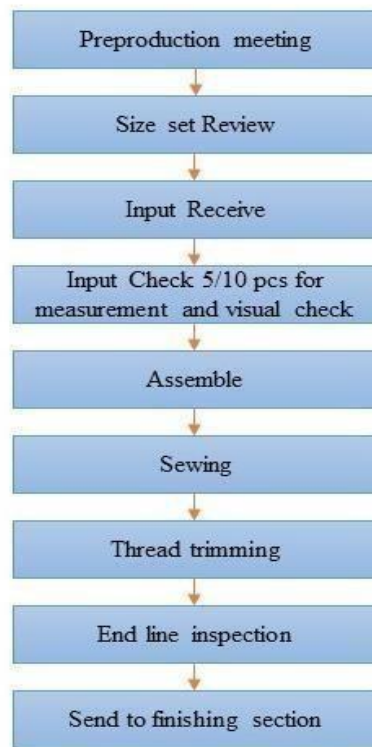 Preproduction meeting
Size set Review
Input Receive
Input Check 5/10 pcs for
measurement and visual check
Assemble
Sewing
Thread trimming
End line inspection
Send to finishing section